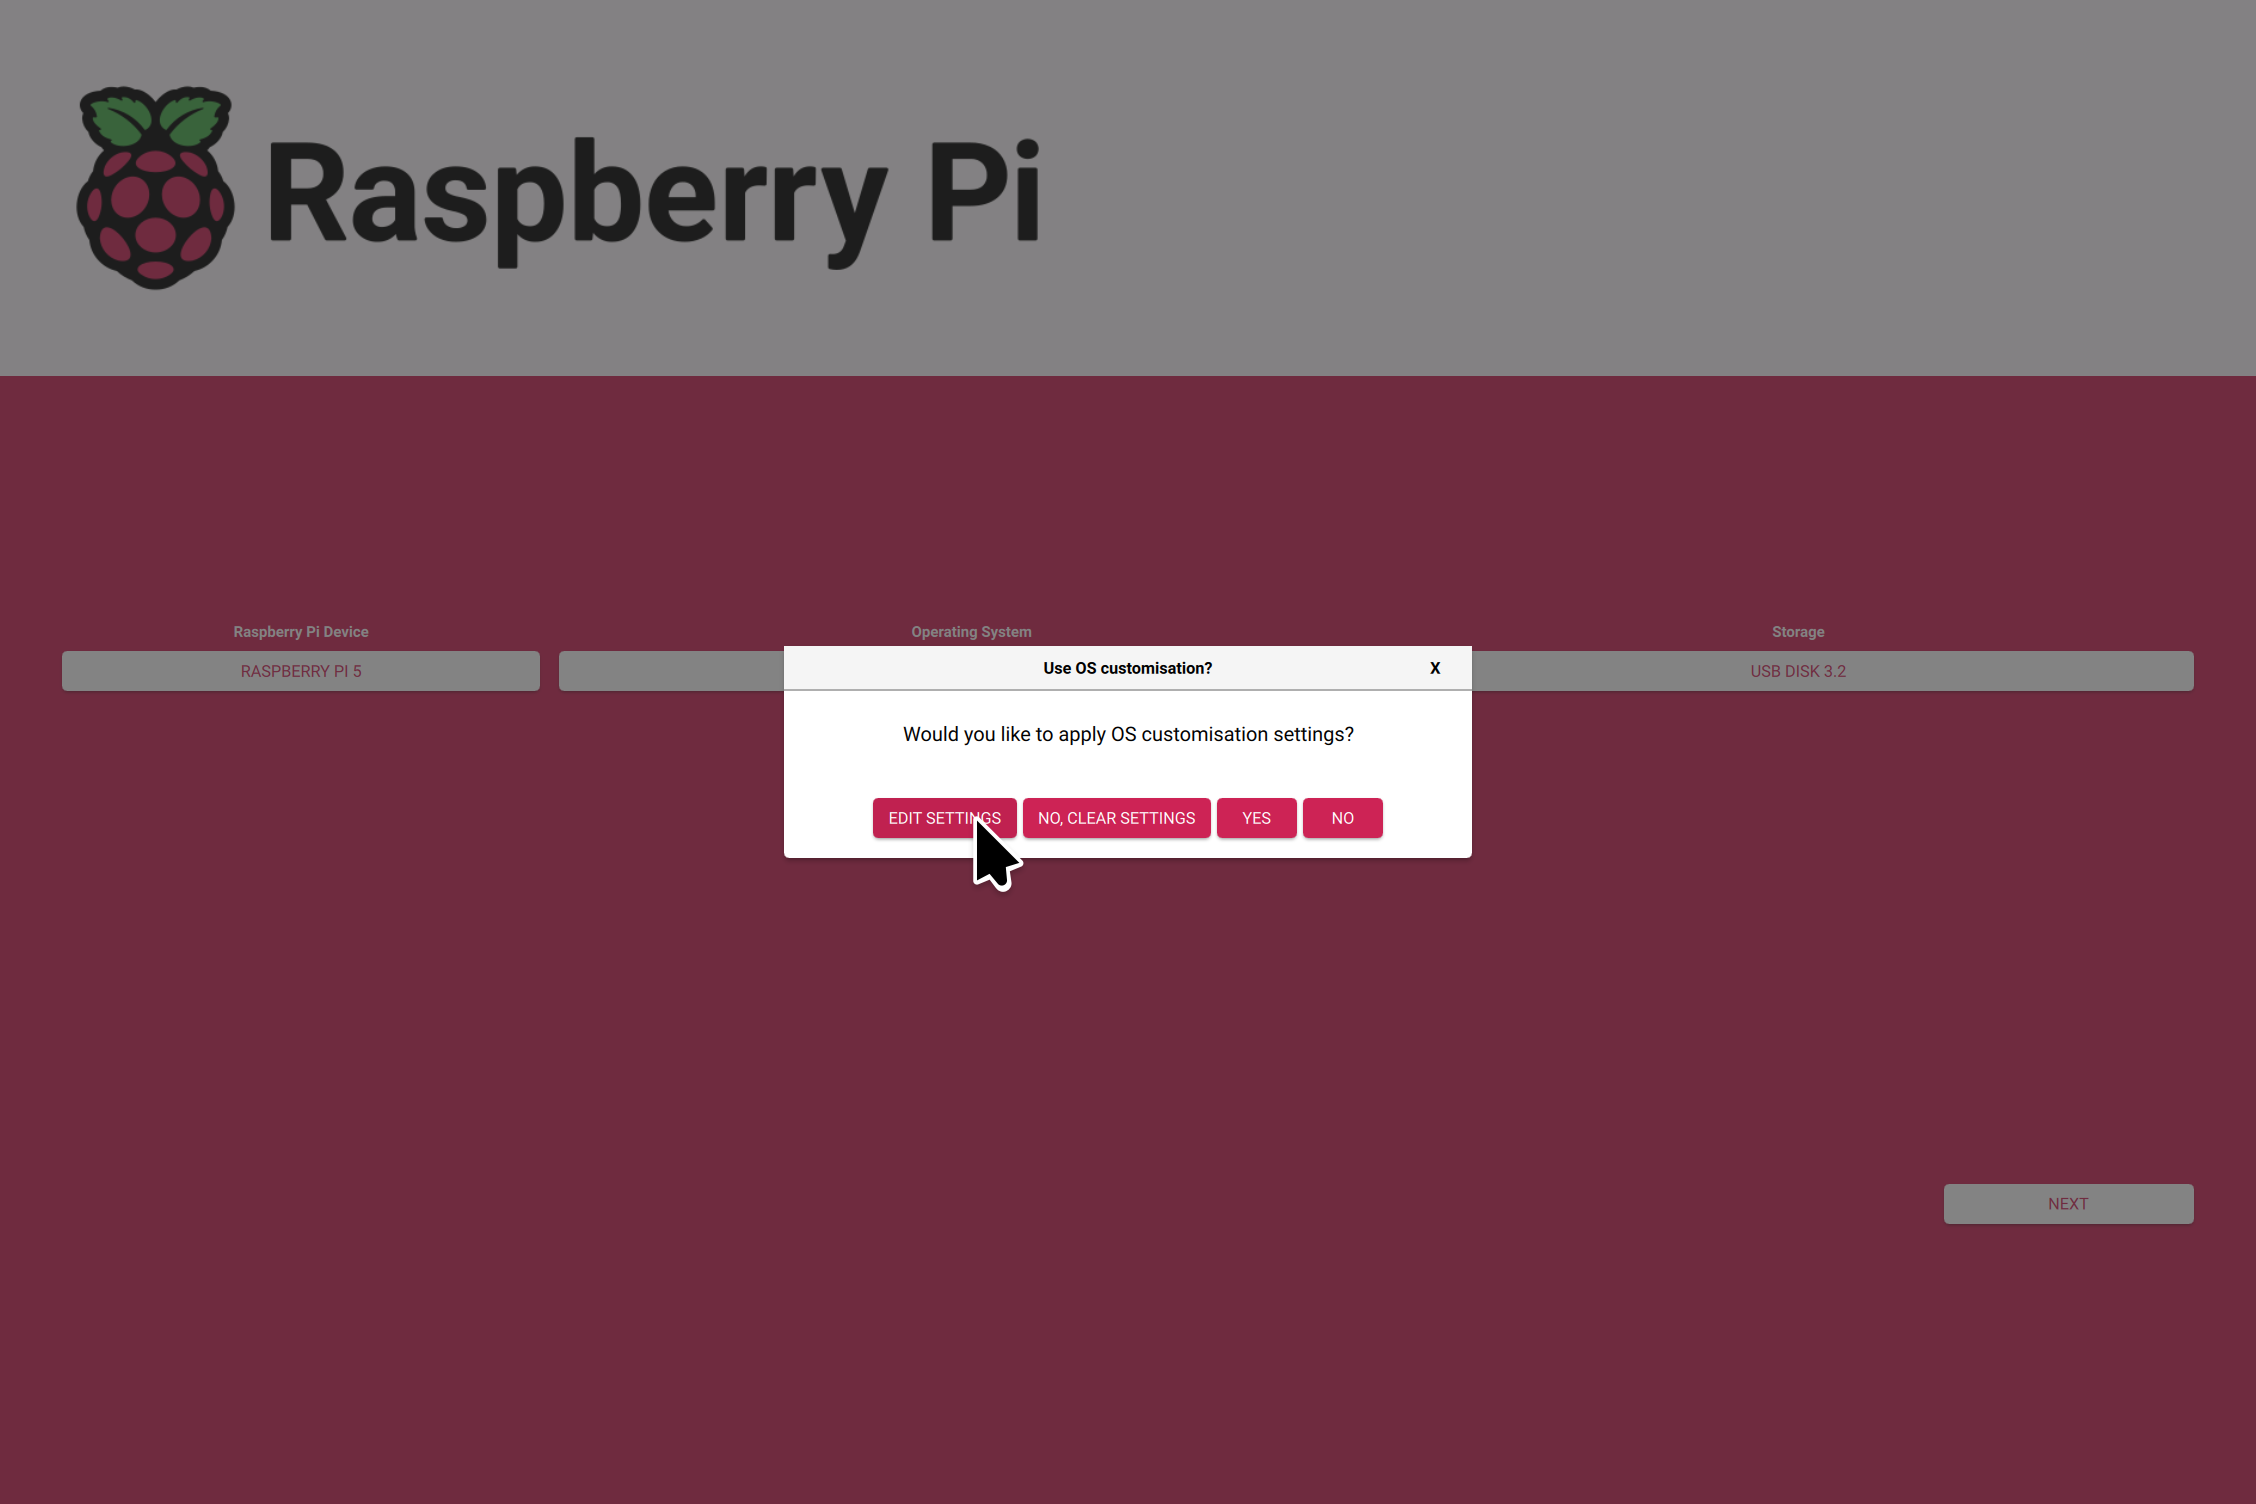 Raspberry Pi
Raspberry Pi Device
Operating System
Storage
RASPBERRY PI 5
USB DISK 3.2
Use OS customisation?
X
Would you like to apply OS customisation settings?
EDIT SETTINGS
NO, CLEAR SETTINGS
YES
NO
NEXT